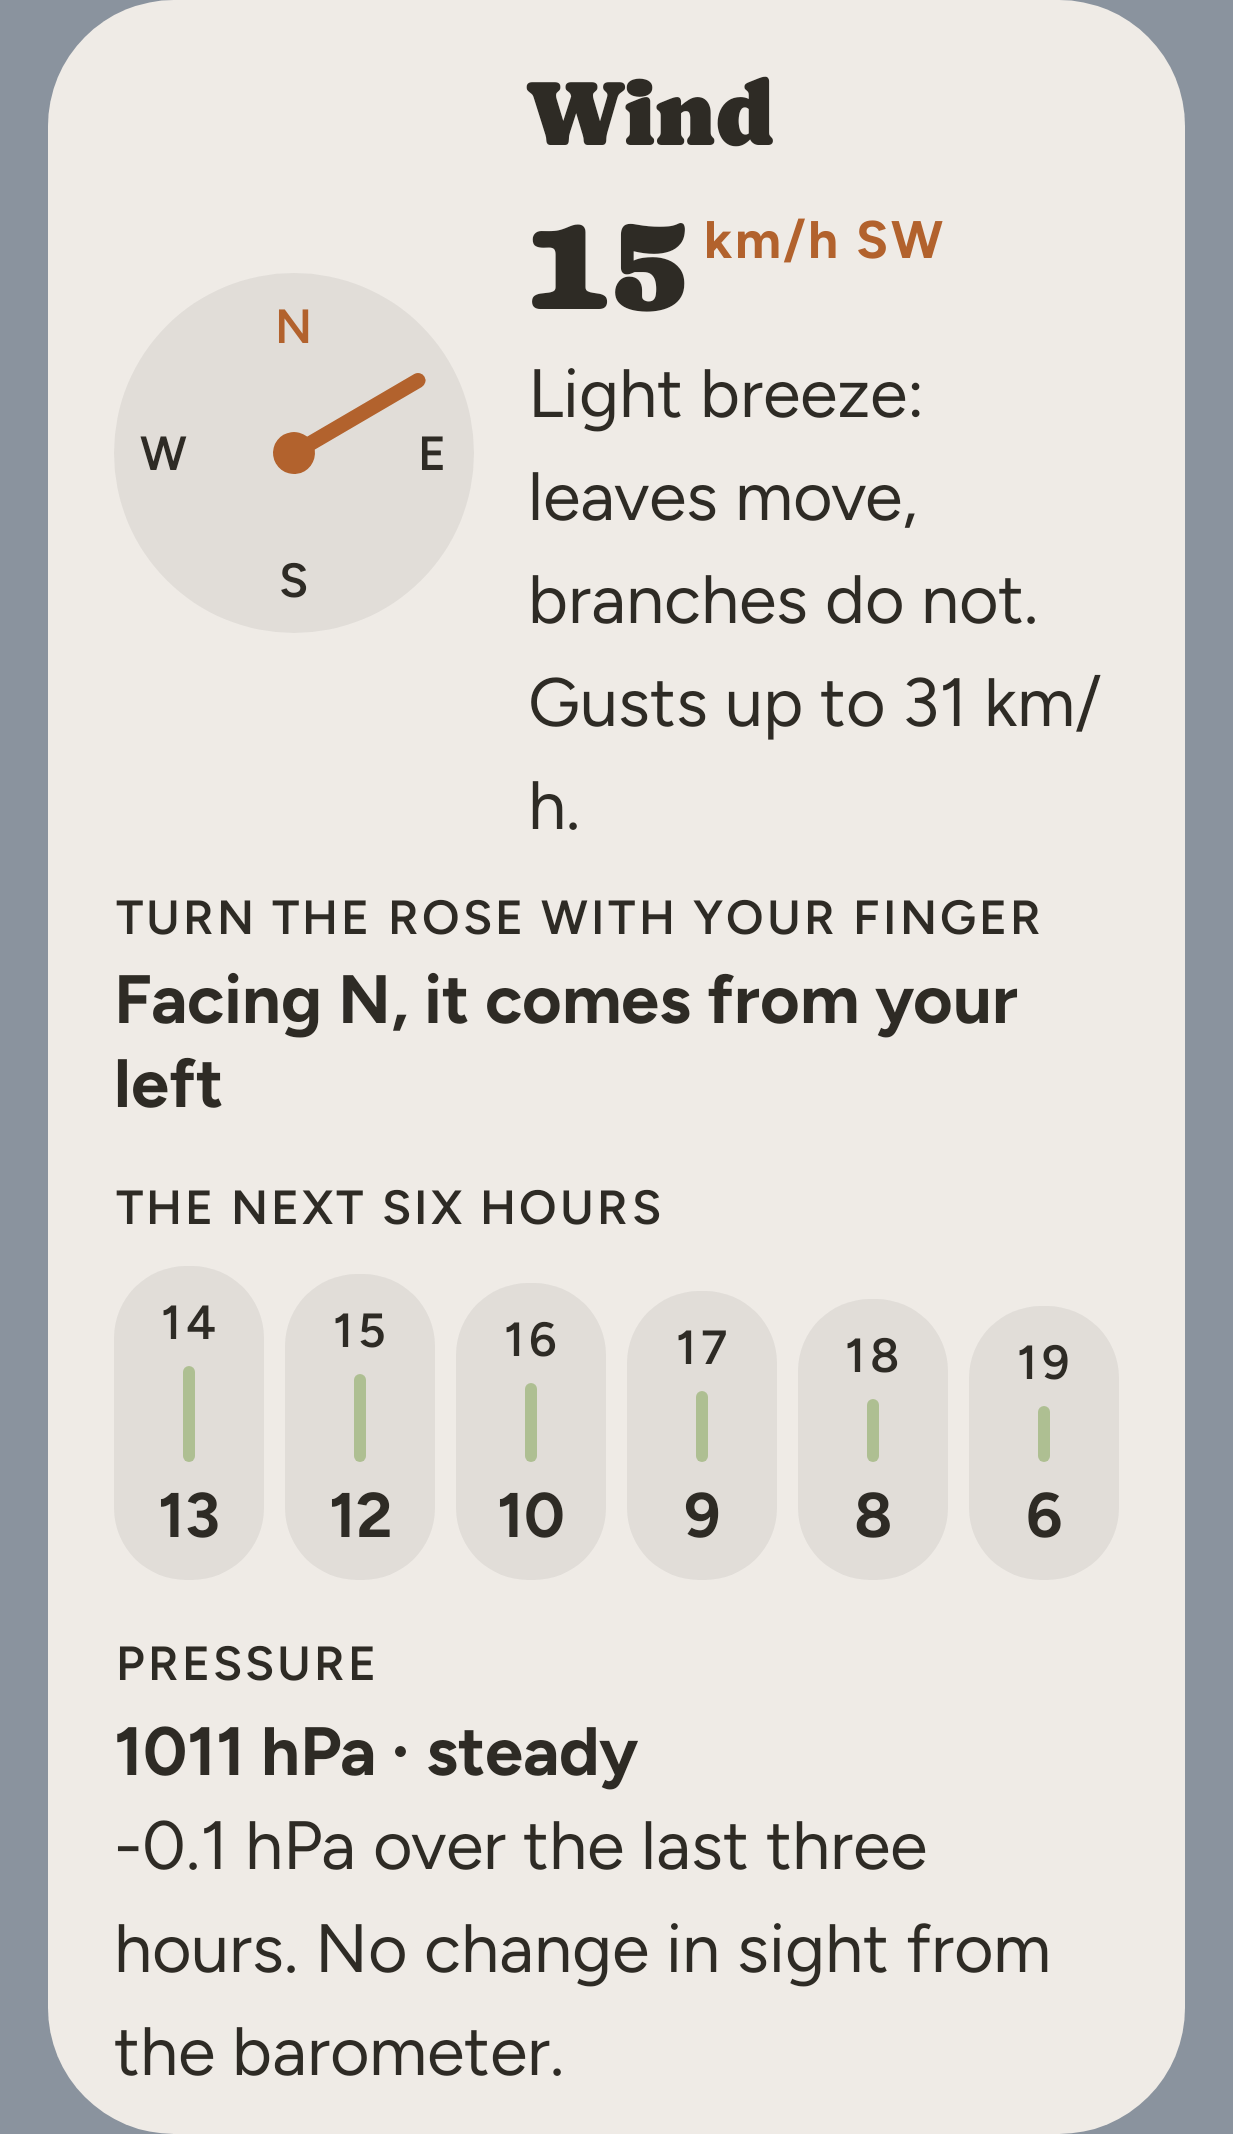 Wind
15 km/h SW
N
W
E
S
Light breeze:
leaves move,
branches do not.
Gusts up to 31 km/
h.
TURN THE ROSE WITH YOUR FINGER
Facing N, it comes from your
left
THE NEXT SIX HOURS
14 15 16 17 18 19
13 12 10 9 8 6
PRESSURE
1011 hPa · steady
-0.1 hPa over the last three
hours. No change in sight from
the barometer.